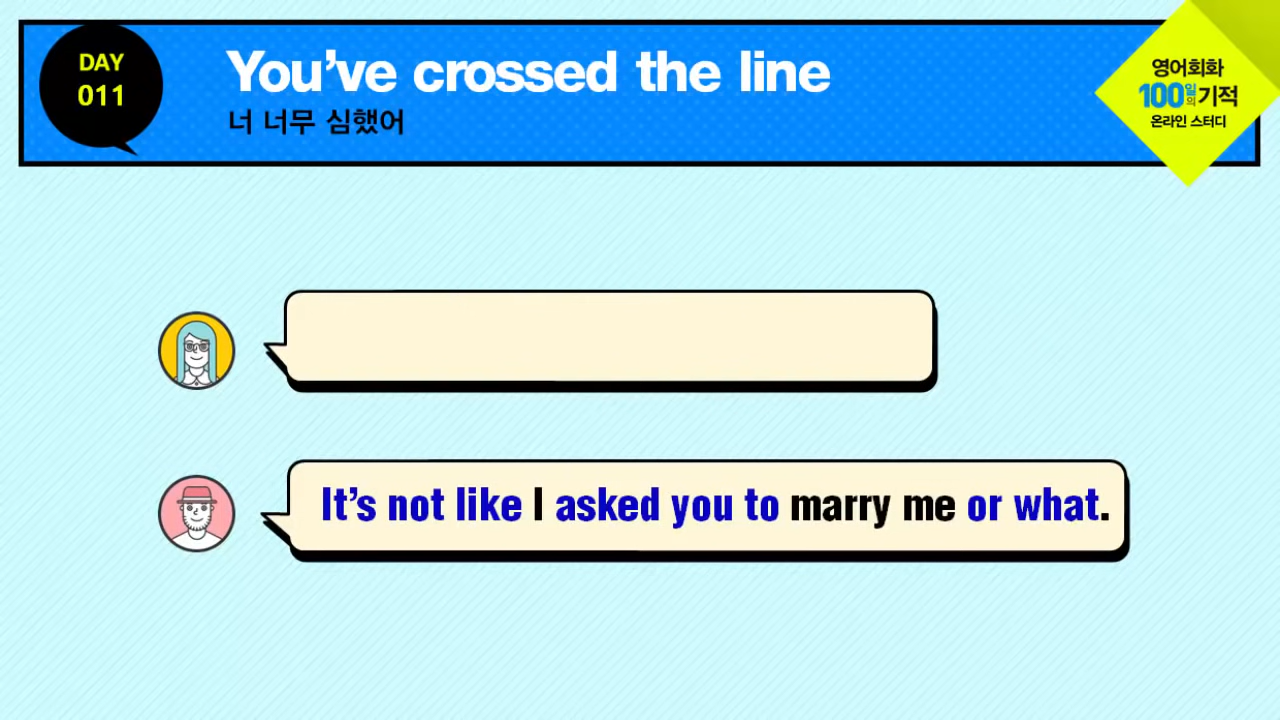 DAY
011
You've crossed the line
너 너무 심했어
영어회화
100일의기적
온라인 스터디
It's not like I asked you to marry me or what.